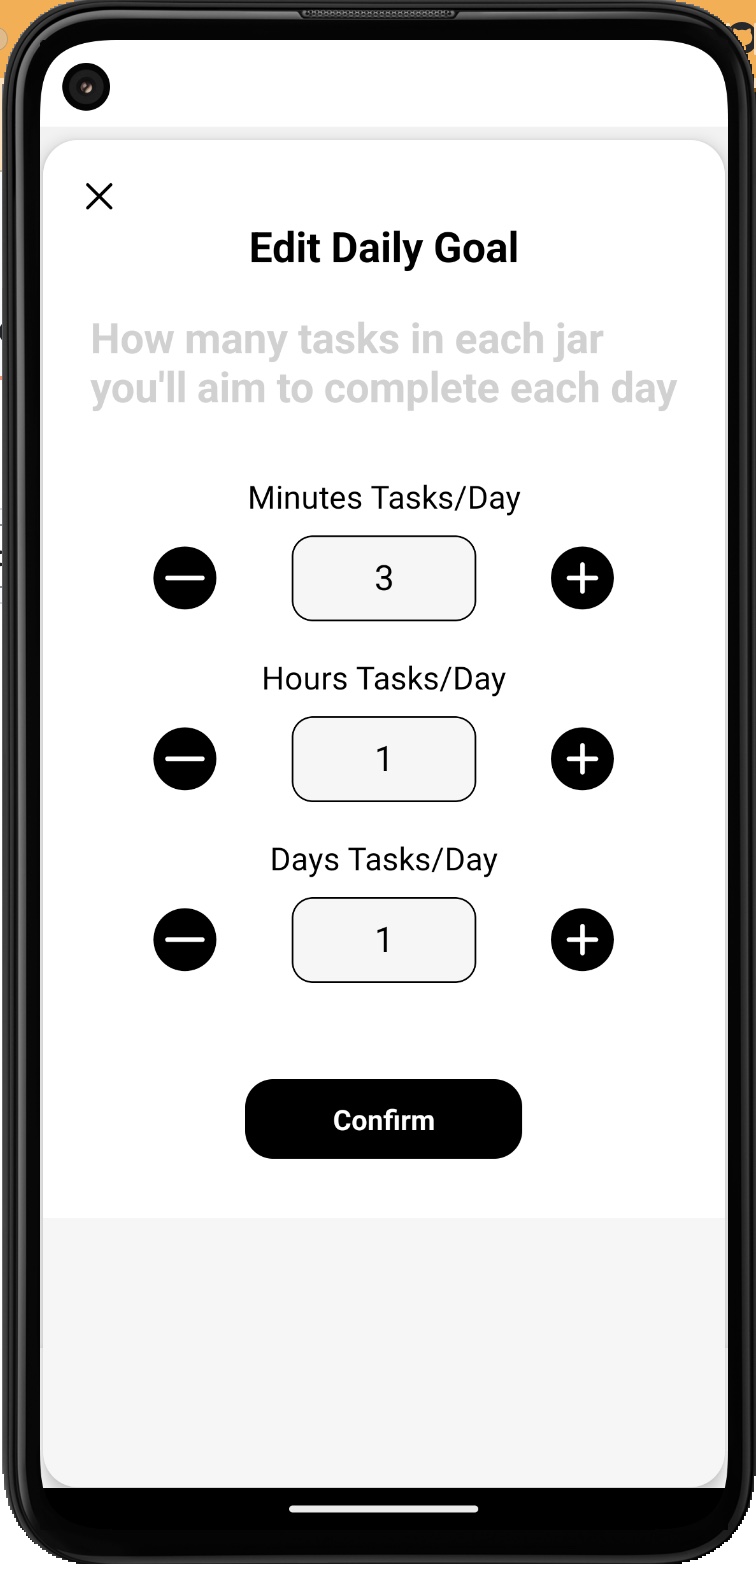 Edit Daily Goal
How many tasks in each jar
you'll aim to complete each day
Minutes Tasks/Day
3
Hours Tasks/Day
1
Days Tasks/Day
1
Confirm